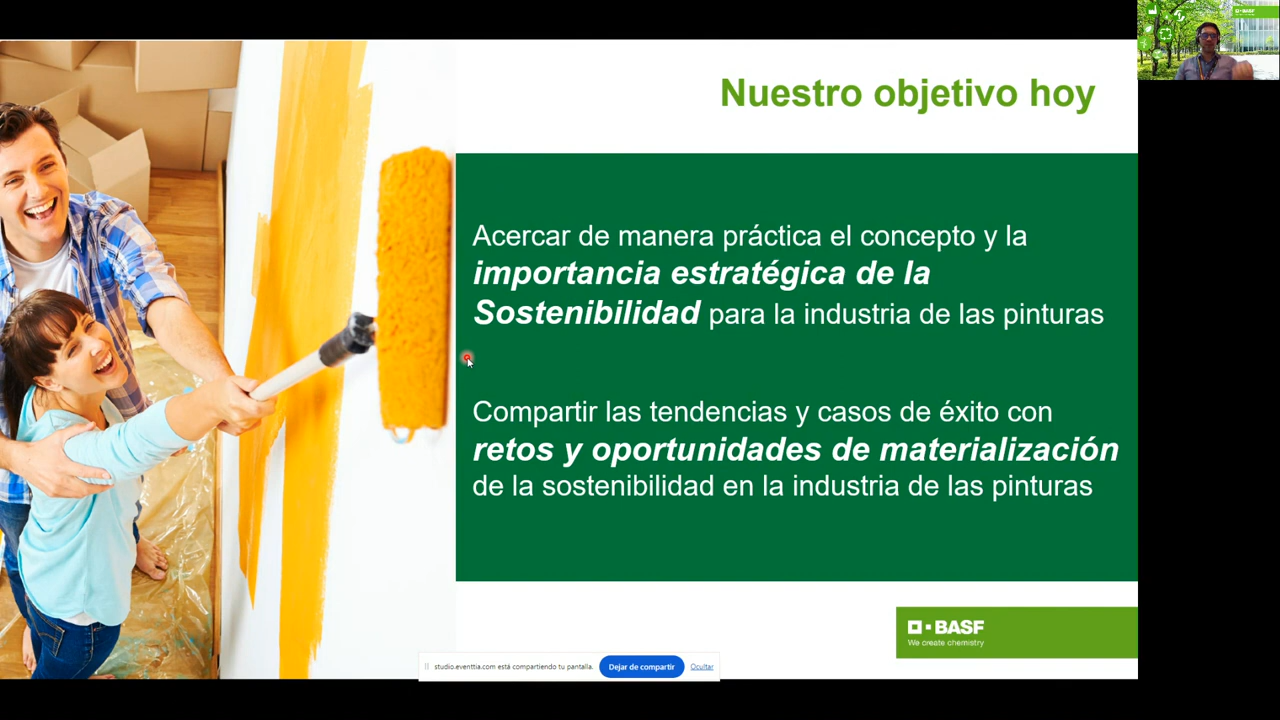 BASF
Nuestro objetivo hoy
Acercar de manera práctica el concepto y la
importancia estratégica de la
Sostenibilidad para la industria de las pinturas
Compartir las tendencias y casos de éxito con
retos y oportunidades de materialización
de la sostenibilidad en la industria de las pinturas
BASF
We create chemistry
studio.eventtia.com está compartiendo tu pantalla. Dejar de compartir Ocultar